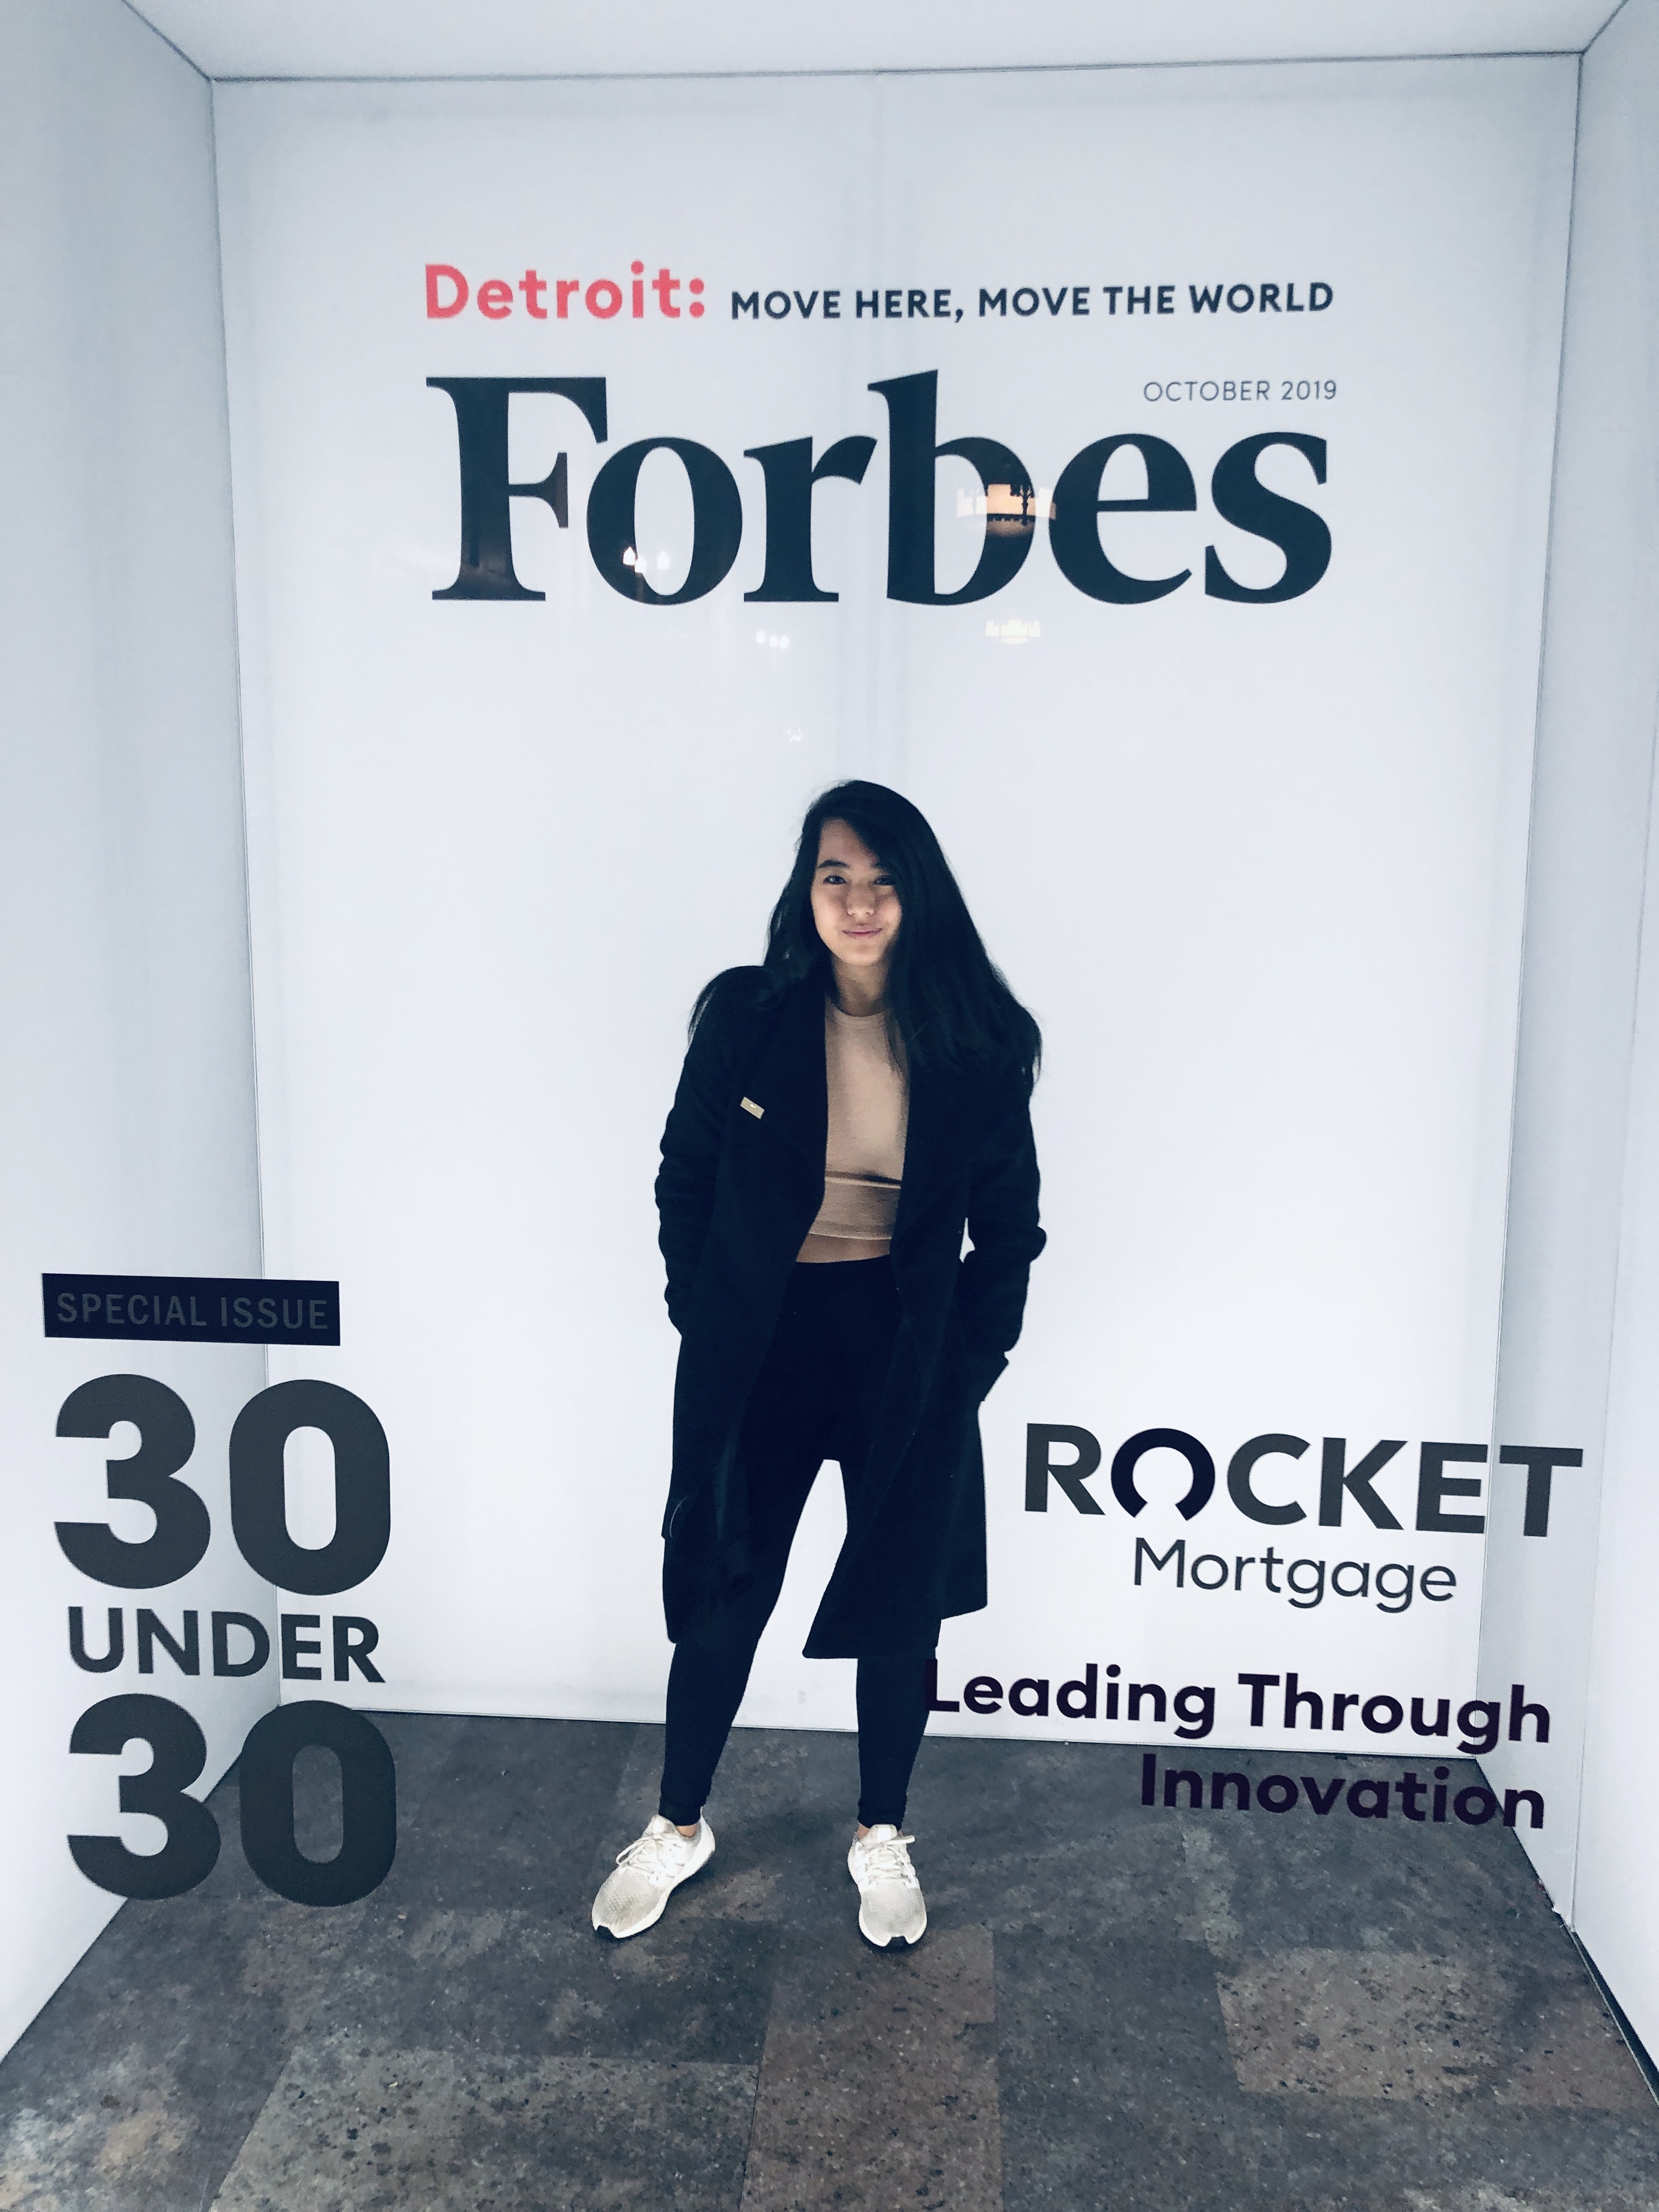 Detroit: MOVE HERE, MOVE THE WORLD
OCTOBER 2019
Forbes
SPECIAL ISSUE
30
UNDER
30
ROCKET
Mortgage
Leading Through
Innovation